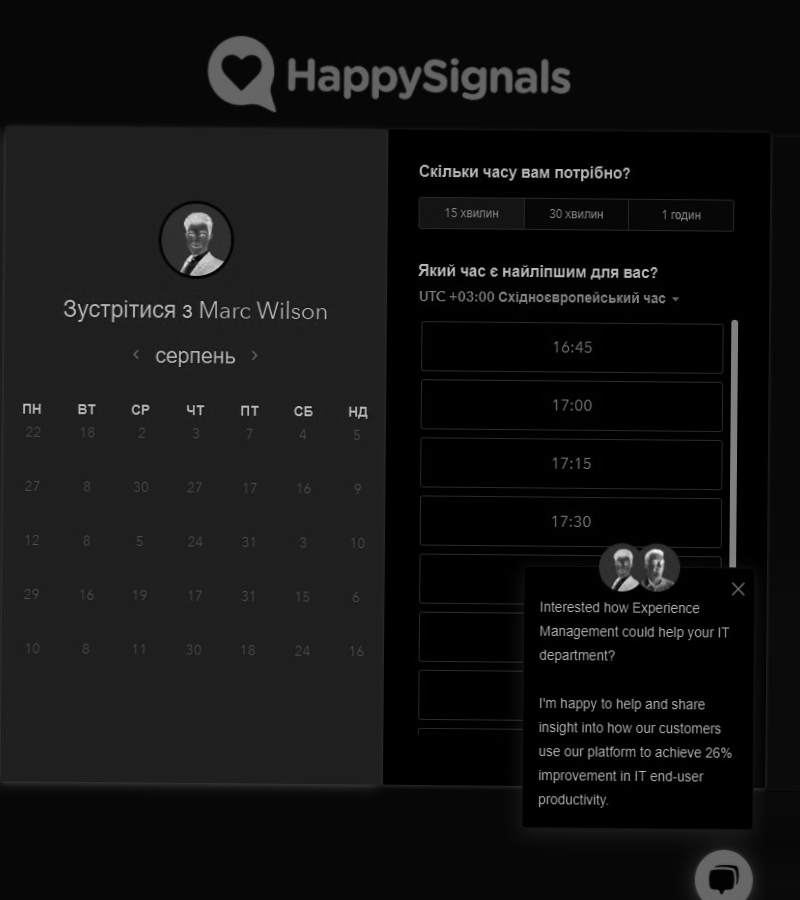 HappySignals
Зустрітися з Marc Wilson
серпень
ПН ВТ СР ЧТ ПТ СБ НД
22 18 2 3 7 4 5
27 8 30 27 17 16 9
12 8 5 24 31 3 10
29 16 19 17 31 15 6
10 8 11 30 18 24 16
Скільки часу вам потрібно?
15 хвилин 30 хвилин 1 годин
Який час є найліпшим для вас?
UTC +03:00 Східноєвропейський час
16:45
17:00
17:15
17:30
Interested how Experience
Management could help your IT
department?
I'm happy to help and share
insight into how our customers
use our platform to achieve 26%
improvement in IT end-user
productivity.